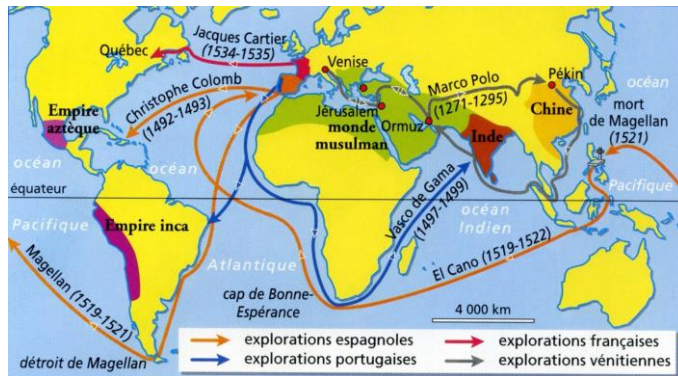 Jacques Cartier
(1534-1535)
Québec
Venise
Christophe Colomb
(1492-1493)
Marco Polo
(1271-1295)
Pékin
océan
mort
de Magellan
(1521)
Empire
aztèque
Jérusalem
monde
musulman
Ormuz
Inde
Chine
océan
océan
Pacifique
équateur
Pacifique
Empire inca
Vasco de Gama
(1497-1499)
océan
Indien
Magellan (1519-1521)
Atlantique
El Cano (1519-1522)
cap de Bonne-
Espérance
4 000 km
détroit de Magellan
explorations espagnoles
explorations françaises
explorations portugaises
explorations vénitiennes